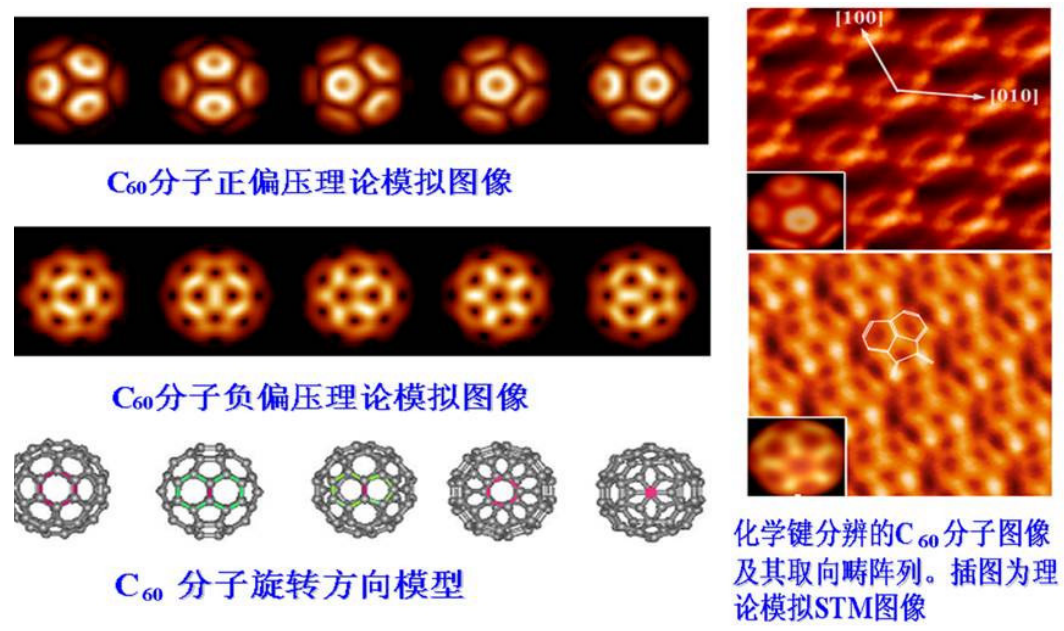 C₆₀分子正偏压理论模拟图像
C₆₀分子负偏压理论模拟图像
C₆₀ 分子旋转方向模型
[100]
[010]
化学键分辨的C₆₀分子图像
及其取向畴阵列。插图为理
论模拟STM图像